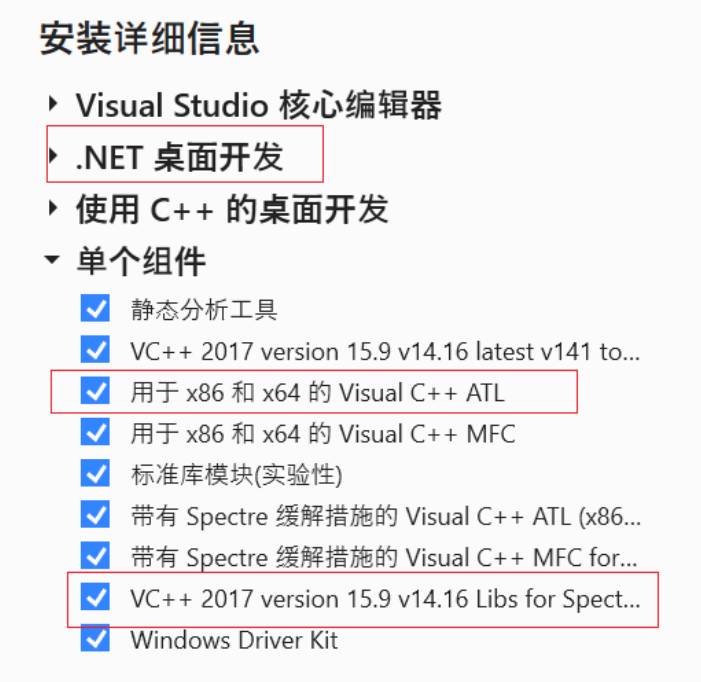 安装详细信息
Visual Studio 核心编辑器
.NET 桌面开发
使用 C++ 的桌面开发
单个组件
静态分析工具
VC++ 2017 version 15.9 v14.16 latest v141 to...
用于 x86 和 x64 的 Visual C++ ATL
用于 x86 和 x64 的 Visual C++ MFC
标准库模块(实验性)
带有 Spectre 缓解措施的 Visual C++ ATL (x86...
带有 Spectre 缓解措施的 Visual C++ MFC for...
VC++ 2017 version 15.9 v14.16 Libs for Spect...
Windows Driver Kit